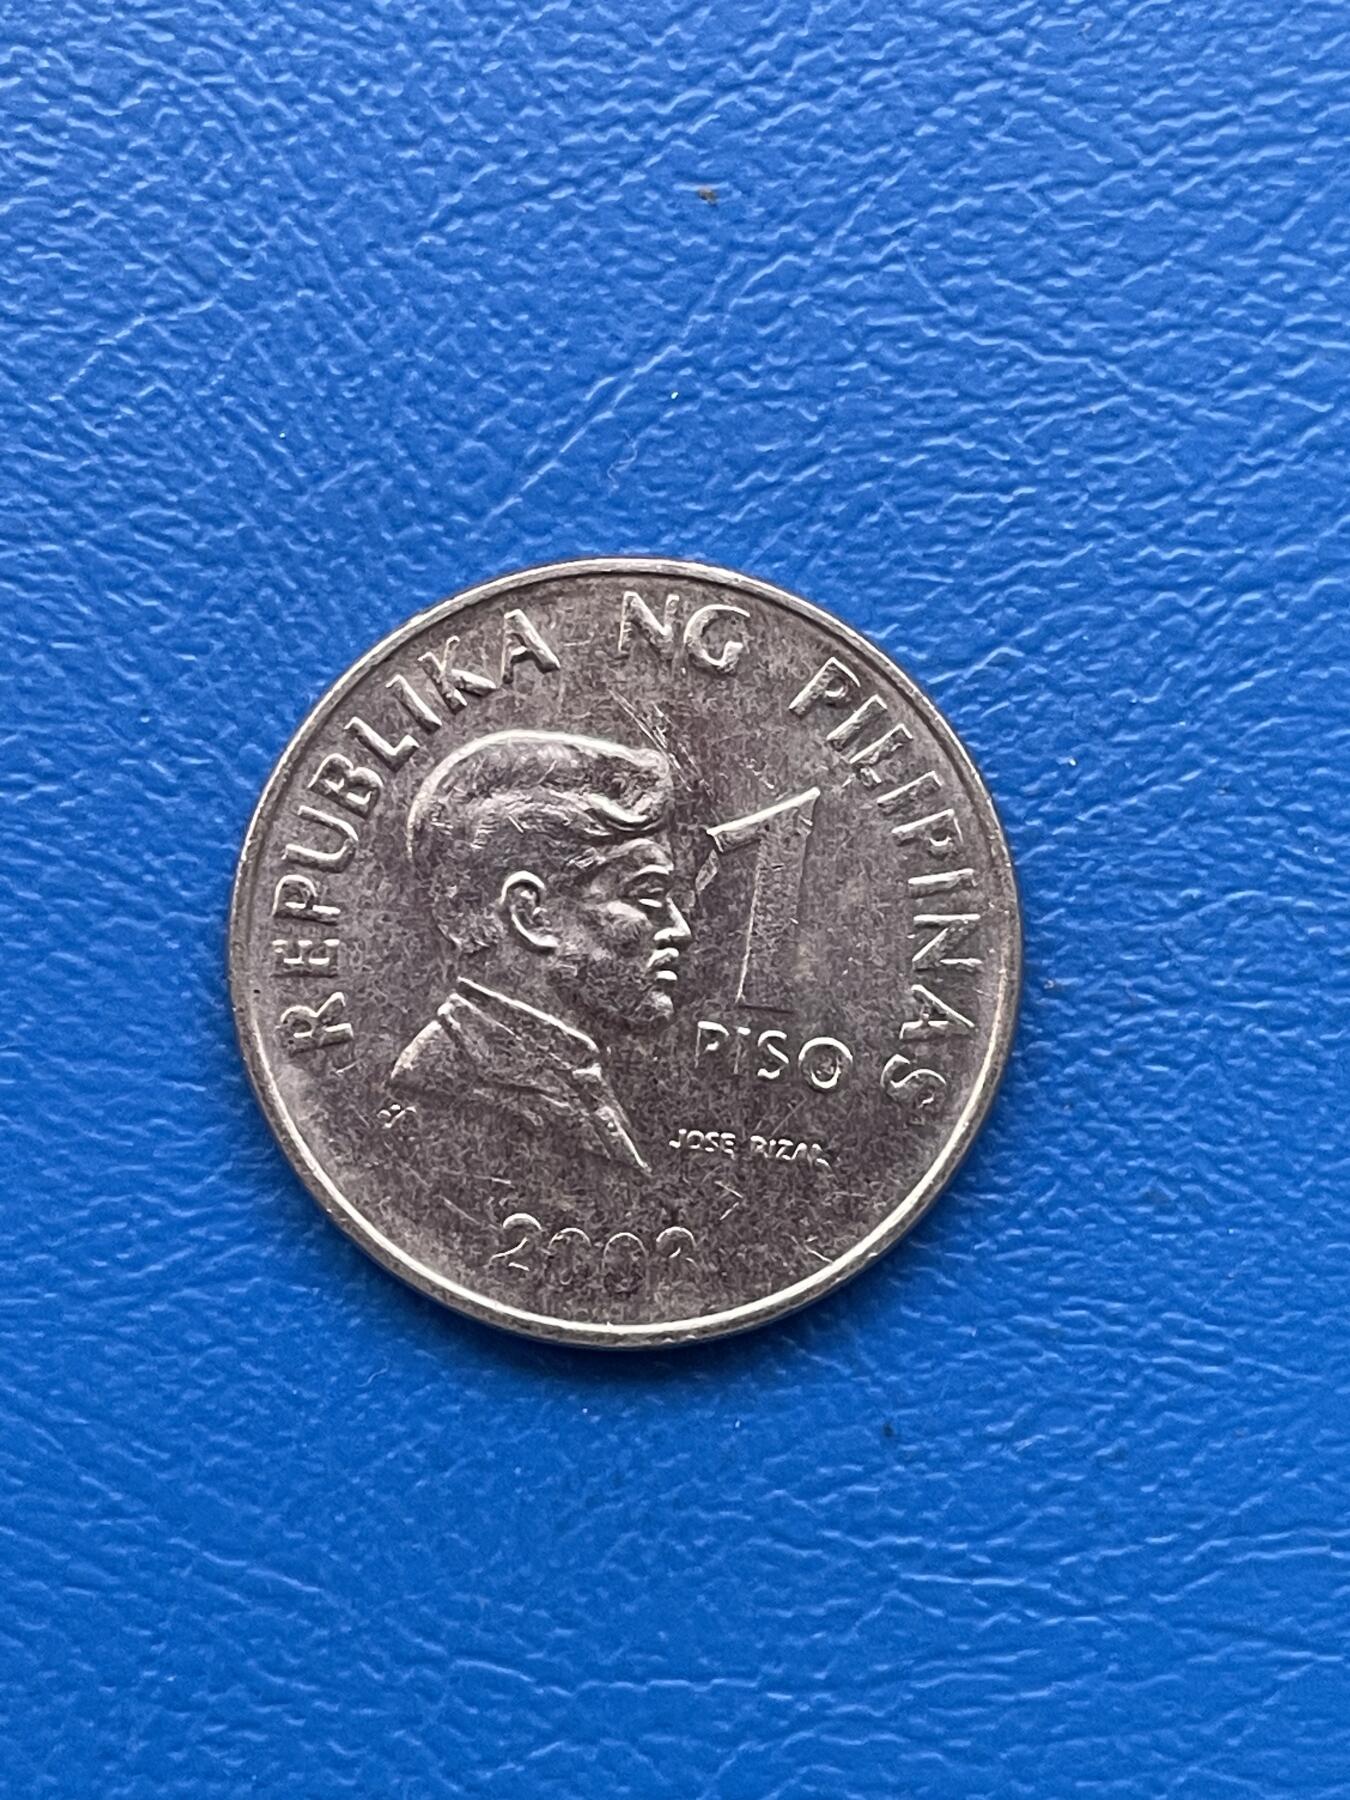 REPUBLIKA NG PILIPINAS
1
PISO
JOSE RIZAL